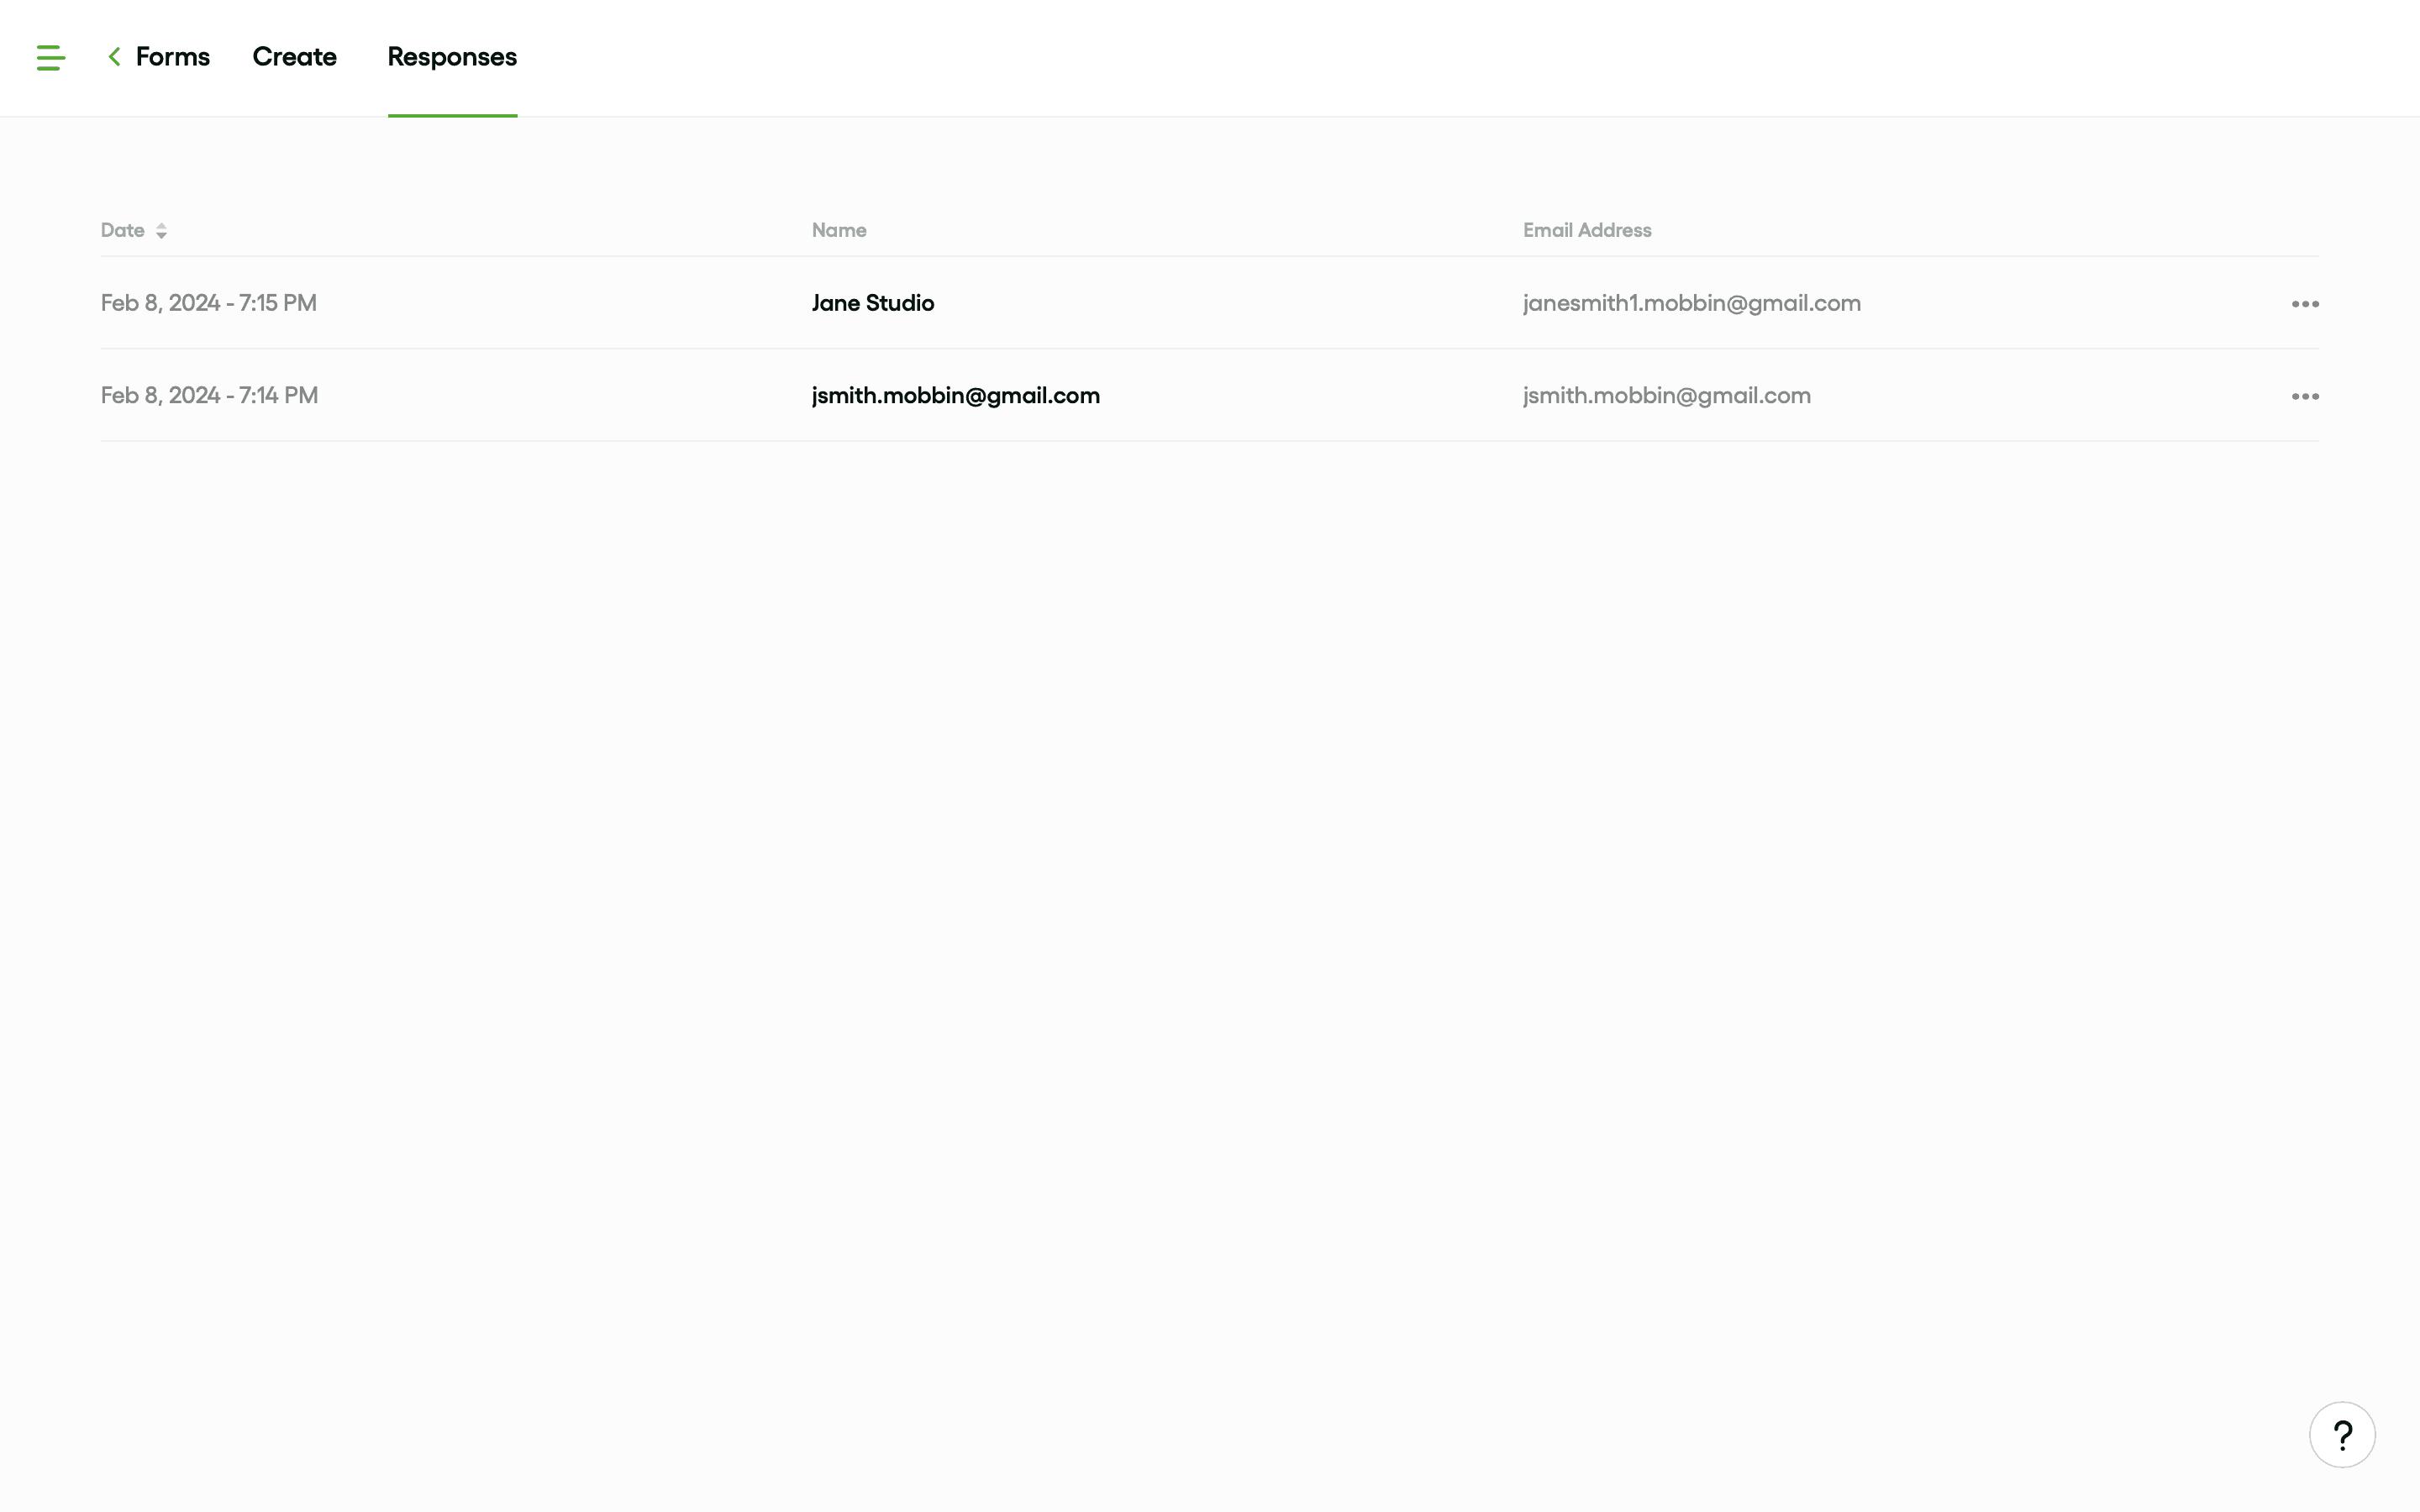 Forms Create Responses
Date Name Email Address
Feb 8, 2024 - 7:15 PM Jane Studio janesmith1.mobbin@gmail.com
Feb 8, 2024 - 7:14 PM jsmith.mobbin@gmail.com jsmith.mobbin@gmail.com
?